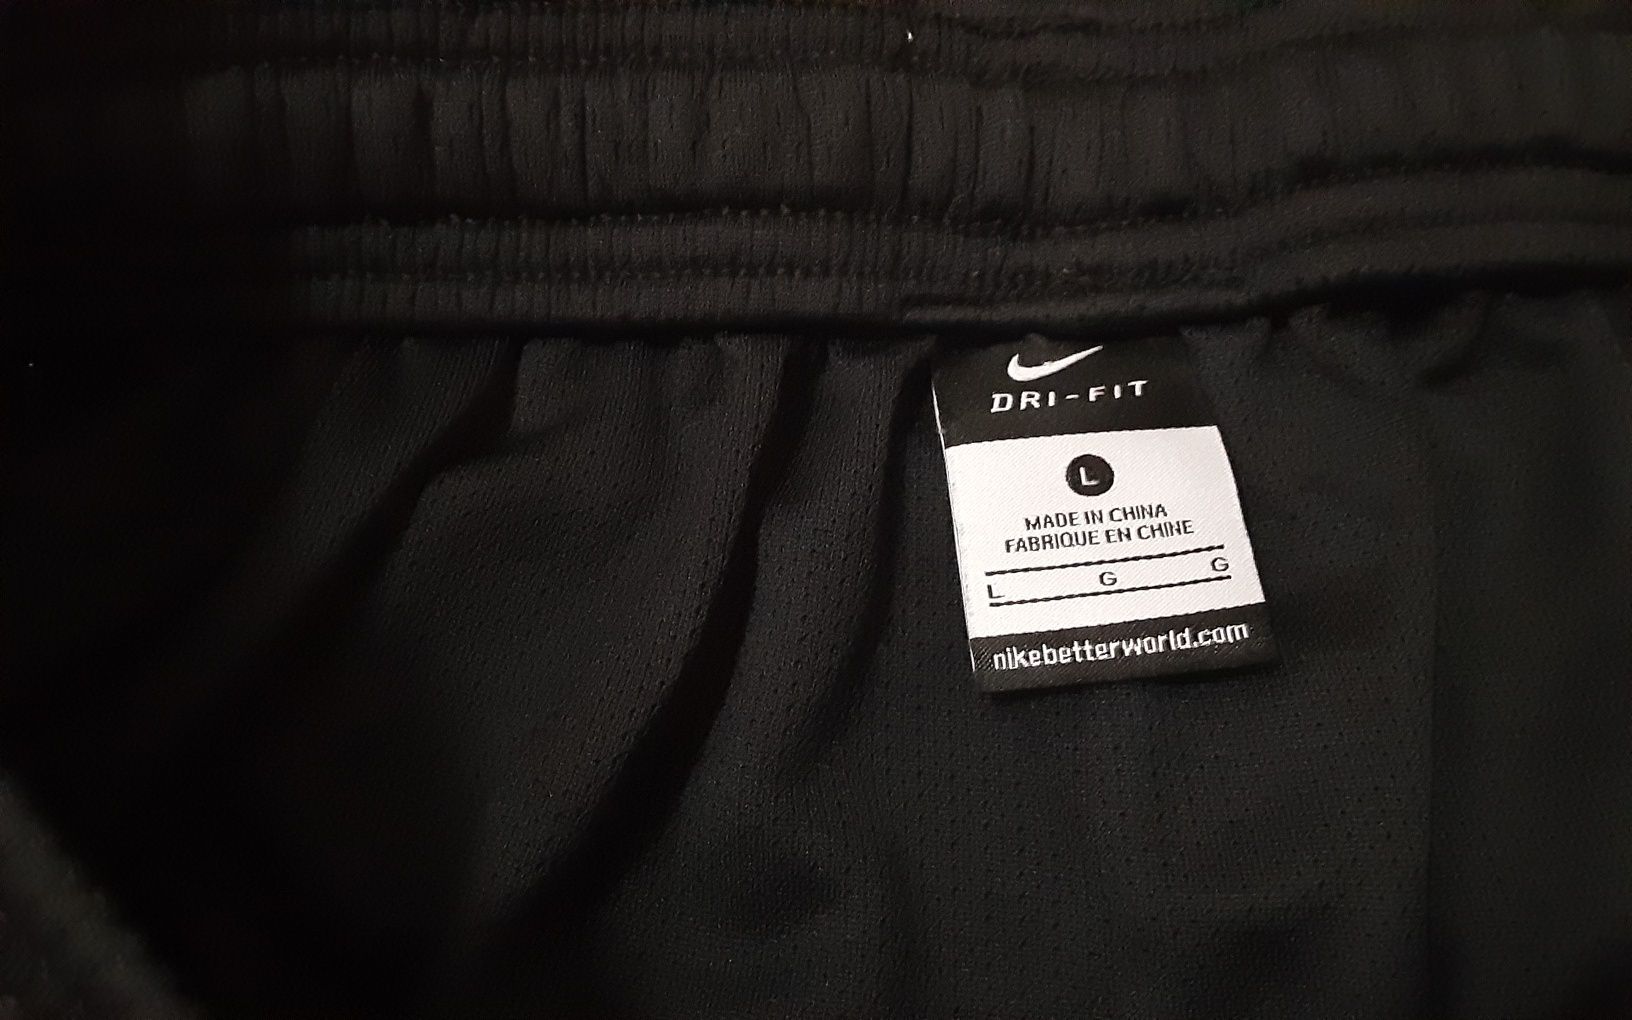 DRI-FIT
L
MADE IN CHINA
FABRIQUE EN CHINE
L G G
nikebetterworld.com